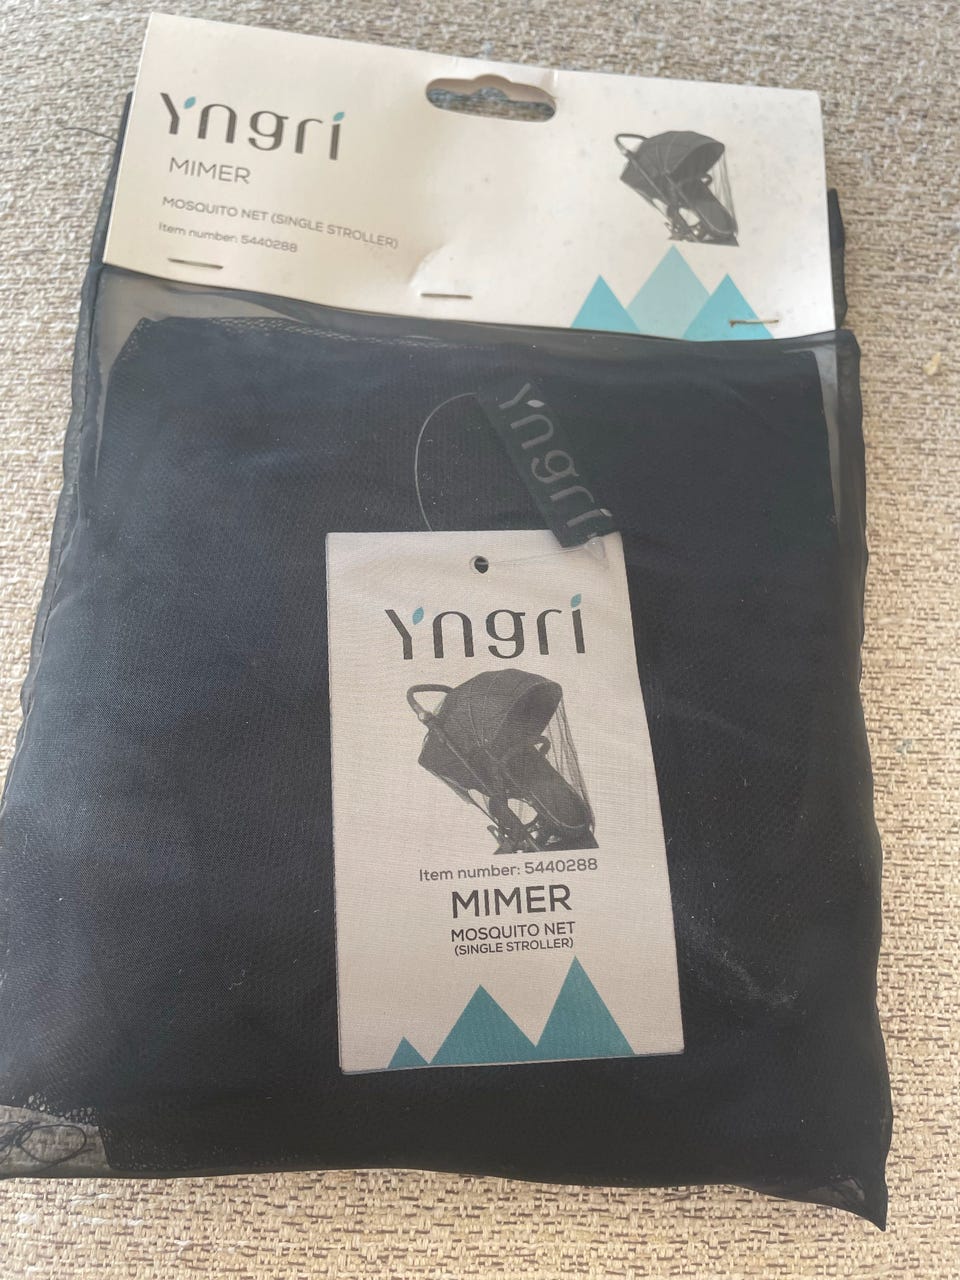 Yngri
MIMER
MOSQUITO NET (SINGLE STROLLER)
Item number: 5440288
Yngri
Yngri
Item number: 5440288
MIMER
MOSQUITO NET
(SINGLE STROLLER)